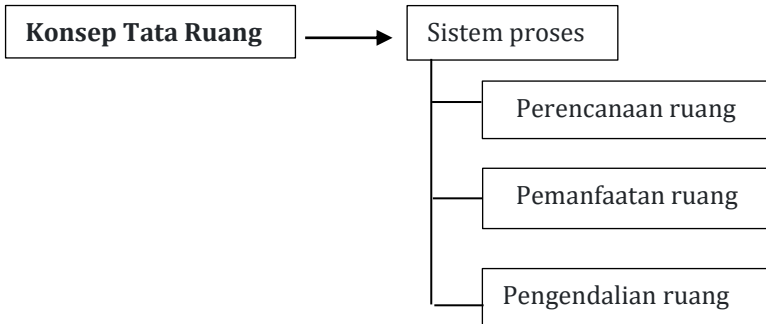 Konsep Tata Ruang
Sistem proses
Perencanaan ruang
Pemanfaatan ruang
Pengendalian ruang